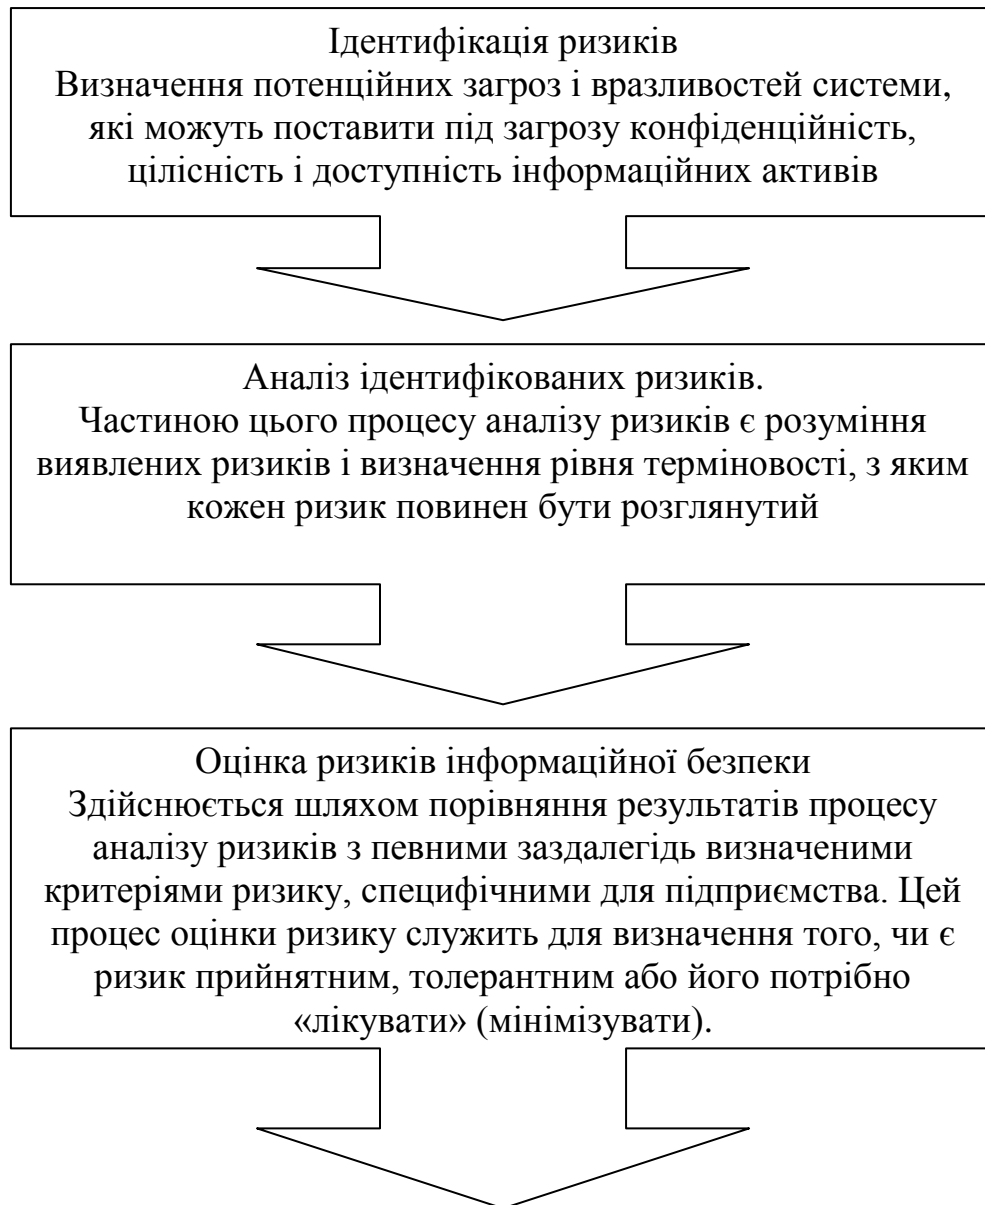 Ідентифікація ризиків
Визначення потенційних загроз і вразливостей системи,
які можуть поставити під загрозу конфіденційність,
цілісність і доступність інформаційних активів
Аналіз ідентифікованих ризиків.
Частиною цього процесу аналізу ризиків є розуміння
виявлених ризиків і визначення рівня терміновості, з яким
кожен ризик повинен бути розглянутий
Оцінка ризиків інформаційної безпеки
Здійснюється шляхом порівняння результатів процесу
аналізу ризиків з певними заздалегідь визначеними
критеріями ризику, специфічними для підприємства. Цей
процес оцінки ризику служить для визначення того, чи є
ризик прийнятним, толерантним або його потрібно
«лікувати» (мінімізувати).